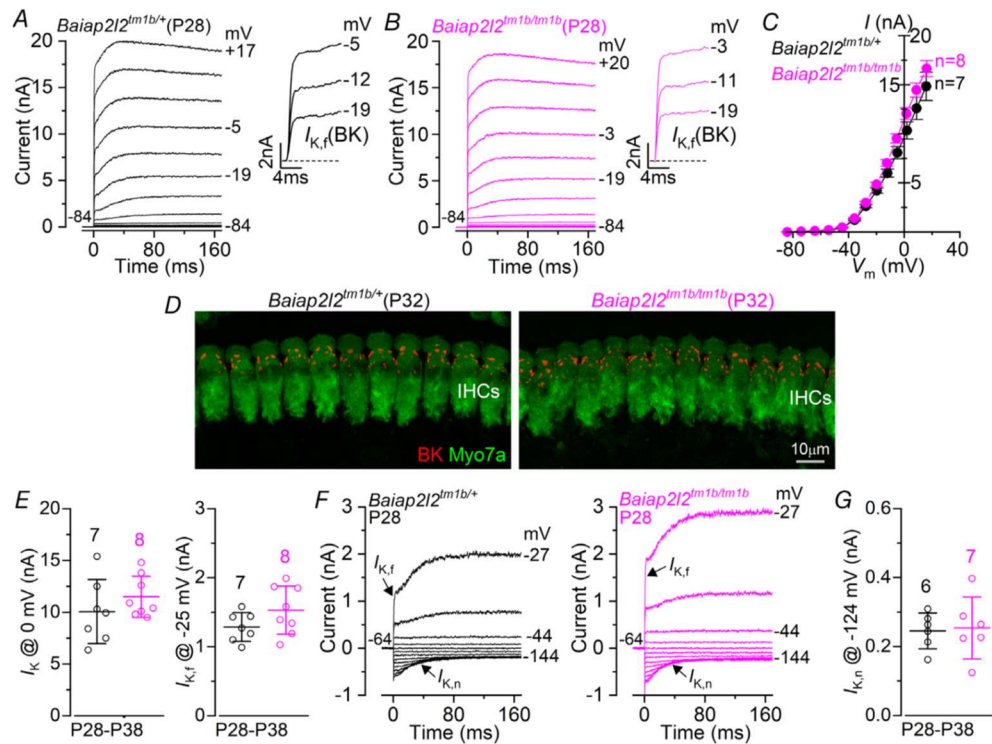 A
Baiap2l2tm1b/+ (P28)
mV
Current (nA)
20
15
10
5
0
+17
-5
-19
-84
-84
0
80
160
Time (ms)
-5
-12
-19
IK,f(BK)
2nA
4ms
B
Baiap2l2tm1b/tm1b (P28)
mV
Current (nA)
20
15
10
5
0
+20
-3
-19
-84
-84
0
80
160
Time (ms)
-3
-11
-19
IK,f(BK)
2nA
4ms
C
I (nA)
20
Baiap2l2tm1b/+
Baiap2l2tm1b/tm1b
15
n=8
n=7
5
-80
-40
0
40
Vm (mV)
D
Baiap2l2tm1b/+ (P32)
Baiap2l2tm1b/tm1b (P32)
IHCs
IHCs
BK Myo7a
10µm
E
IK @ 0 mV (nA)
20
15
10
5
0
7
8
P28-P38
IK,f @ -25 mV (nA)
3
2
1
0
7
8
P28-P38
F
Baiap2l2tm1b/+
P28
mV
Current (nA)
3
2
1
0
-1
-27
IK,f
-64
-44
-144
IK,n
0
80
160
Time (ms)
Baiap2l2tm1b/tm1b
P28
mV
Current (nA)
3
2
1
0
-1
-27
IK,f
-64
-44
-144
IK,n
0
80
160
Time (ms)
G
IK,n @ -124 mV (nA)
0.6
0.4
0.2
0.0
6
7
P28-P38